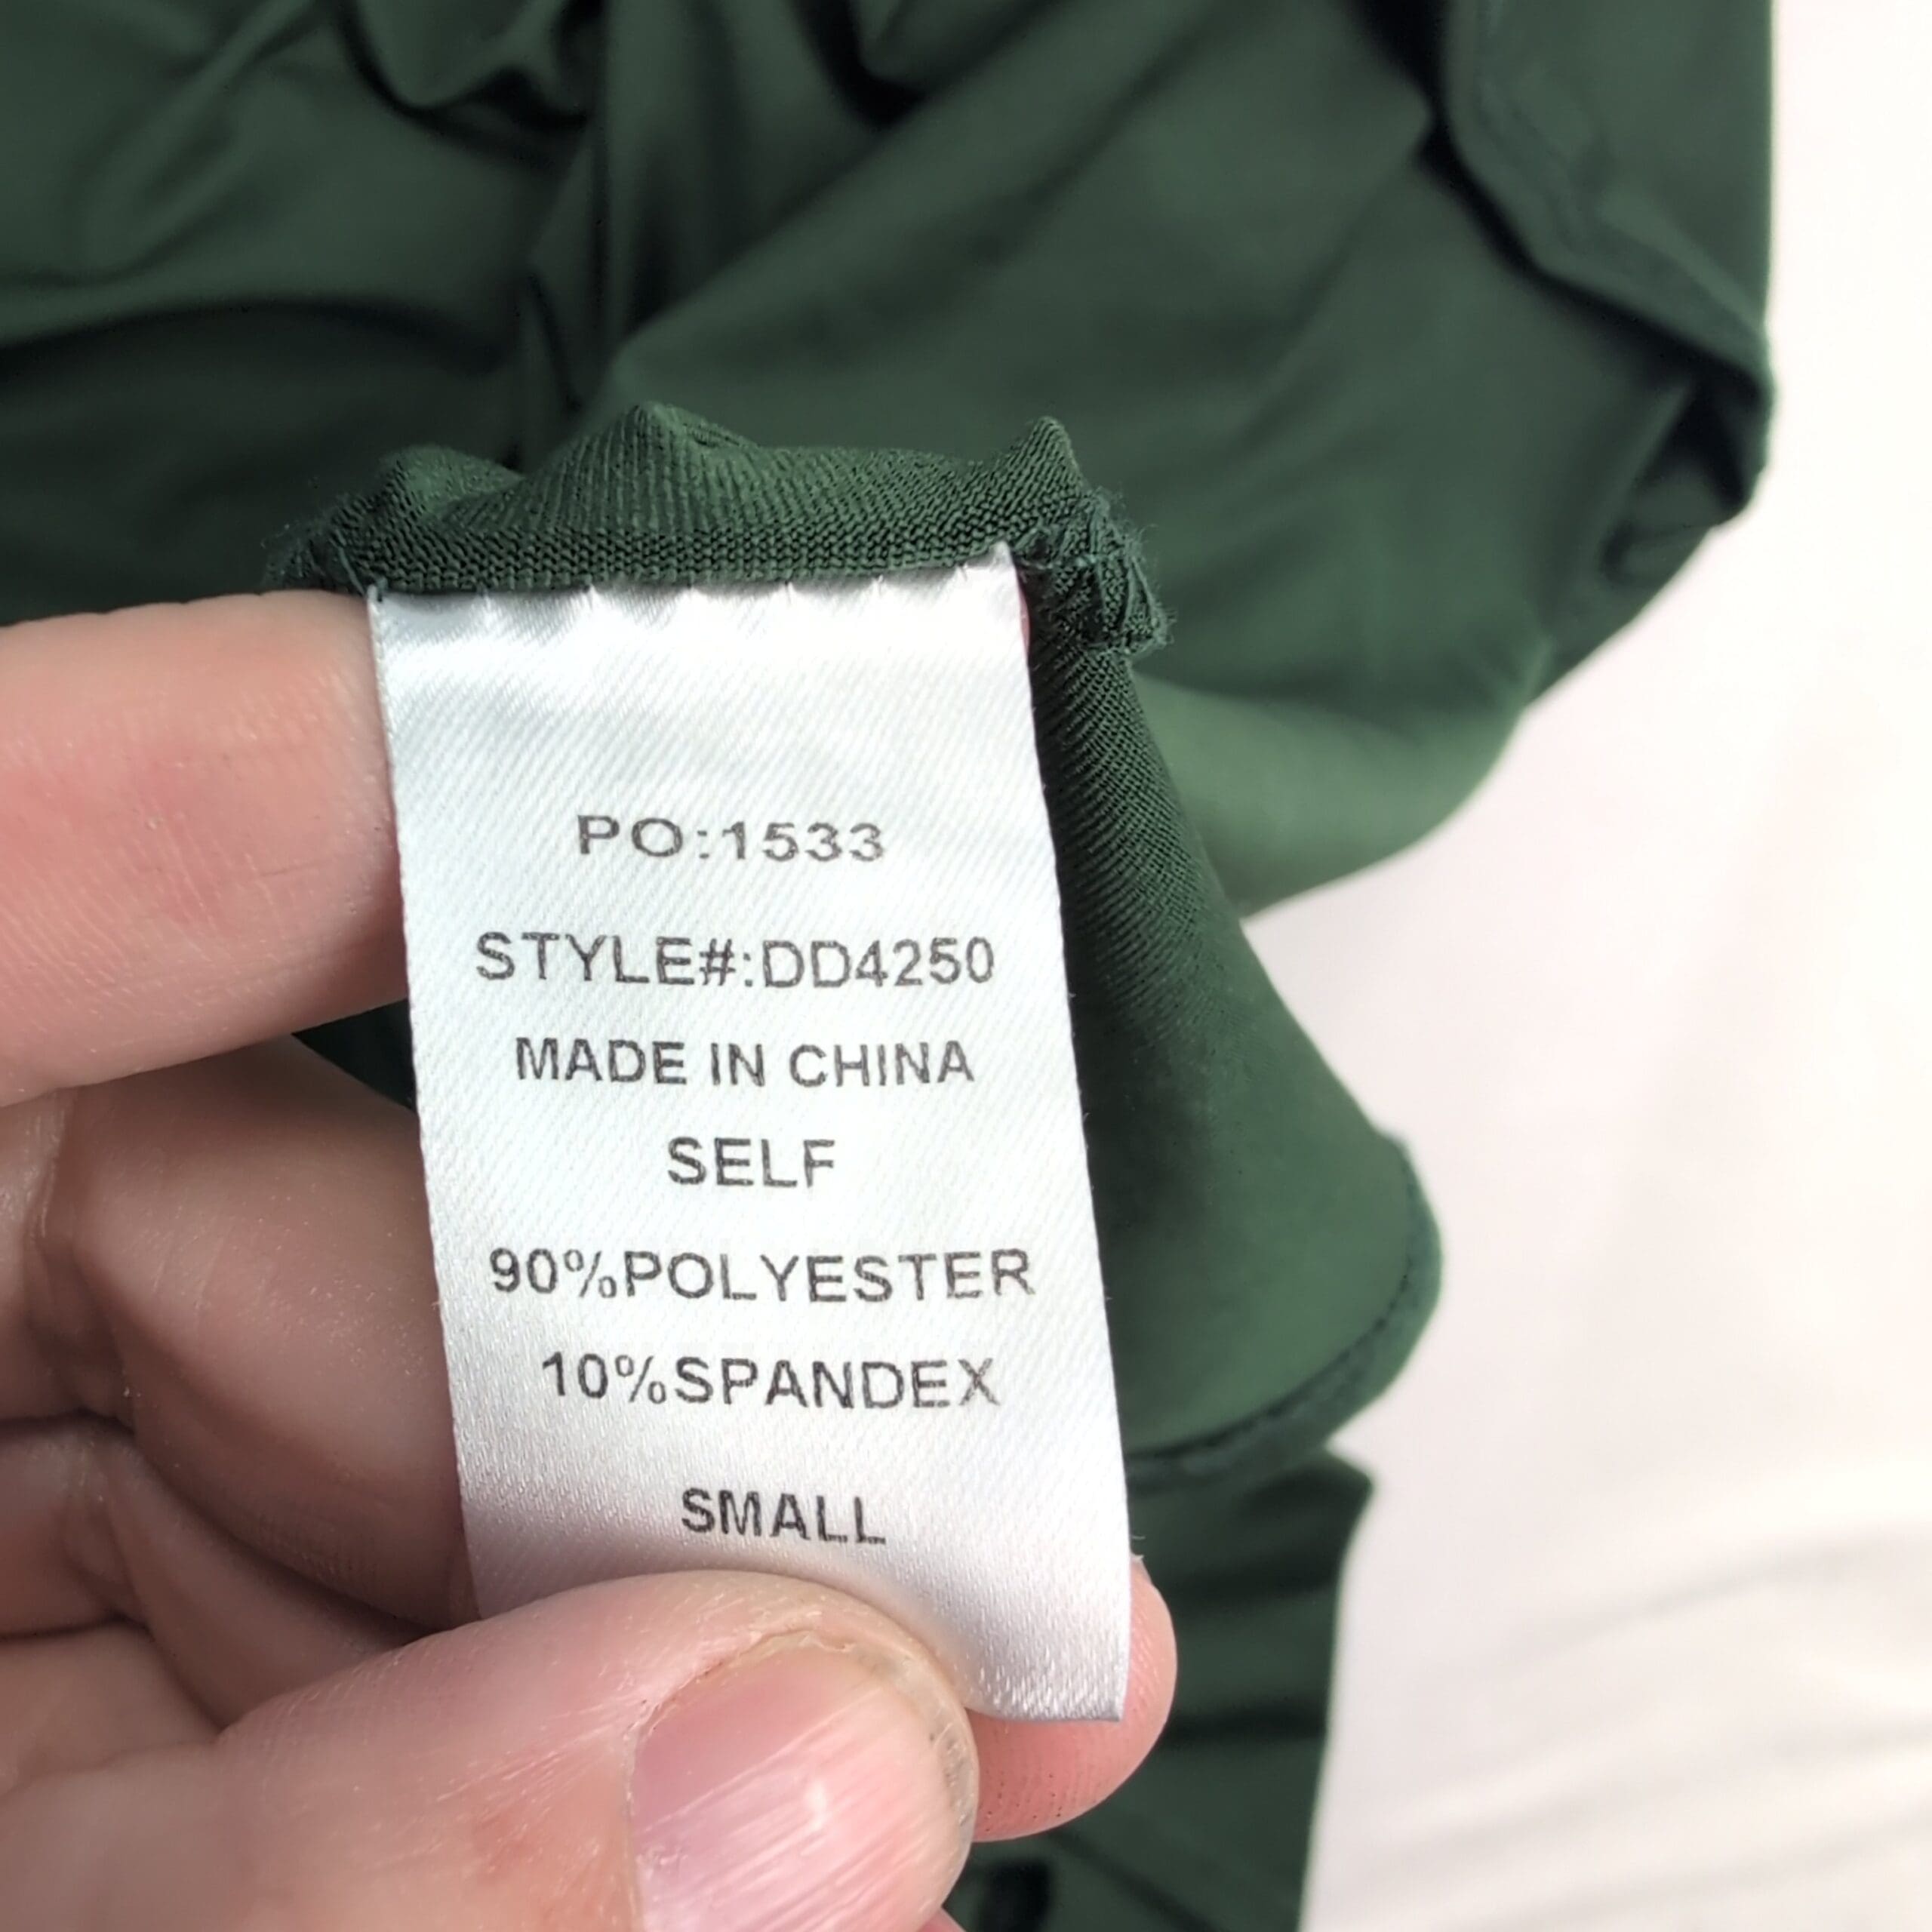 PO:1533
STYLE#:DD4250
MADE IN CHINA
SELF
90%POLYESTER
10%SPANDEX
SMALL